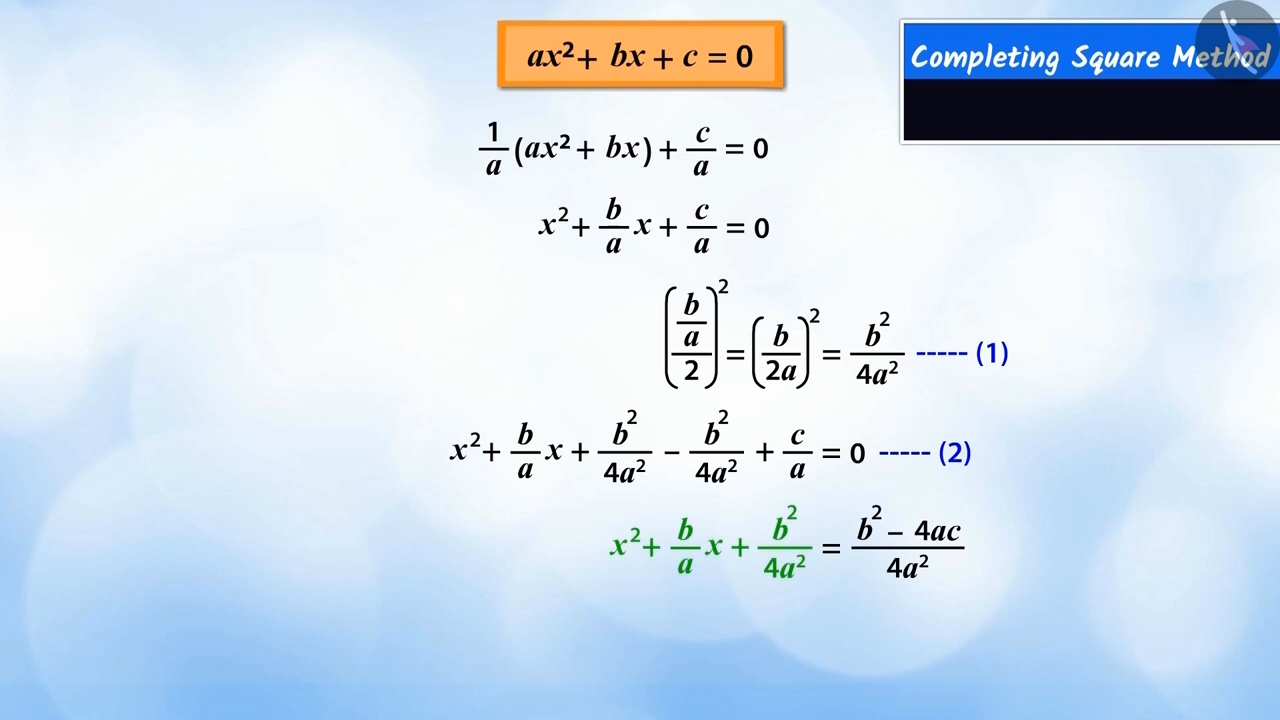 ax² + bx + c = 0
Completing Square Method
1/a (ax² + bx) + c/a = 0
x² + b/a x + c/a = 0
((b/a)/2)² = (b/2a)² = b²/4a² ----- (1)
x² + b/a x + b²/4a² − b²/4a² + c/a = 0 ----- (2)
x² + b/a x + b²/4a² = (b² − 4ac)/4a²